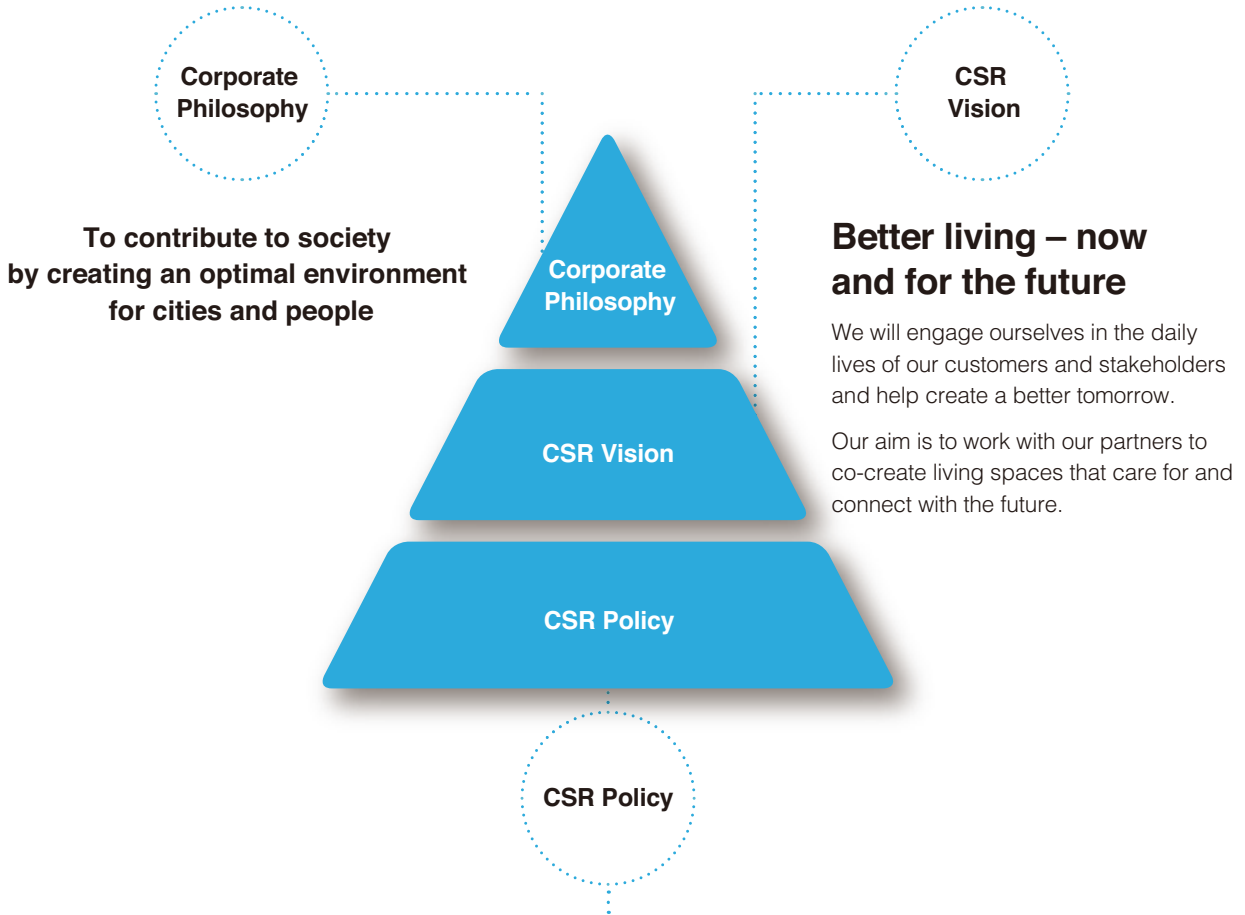 Corporate
Philosophy
CSR
Vision
To contribute to society
by creating an optimal environment
for cities and people
Better living – now
and for the future
We will engage ourselves in the daily
lives of our customers and stakeholders
and help create a better tomorrow.
Our aim is to work with our partners to
co-create living spaces that care for and
connect with the future.
Corporate
Philosophy
CSR Vision
CSR Policy
CSR Policy